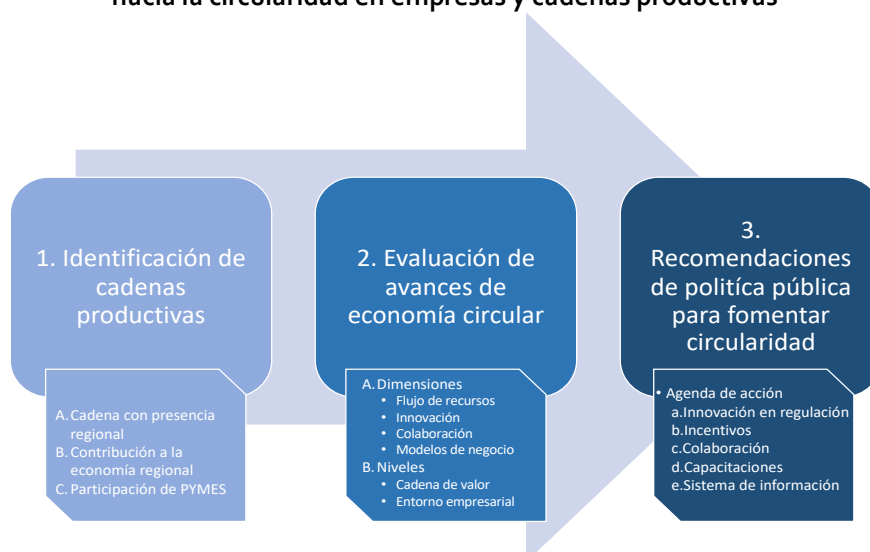 hacia la circularidad en empresas y cadenas productivas
1. Identificación de
cadenas
productivas
A. Cadena con presencia
regional
B. Contribución a la
economía regional
C. Participación de PYMES
2. Evaluación de
avances de
economía circular
A. Dimensiones
• Flujo de recursos
• Innovación
• Colaboración
• Modelos de negocio
B. Niveles
• Cadena de valor
• Entorno empresarial
3.
Recomendaciones
de politíca pública
para fomentar
circularidad
• Agenda de acción
a.Innovación en regulación
b.Incentivos
c.Colaboración
d.Capacitaciones
e.Sistema de información